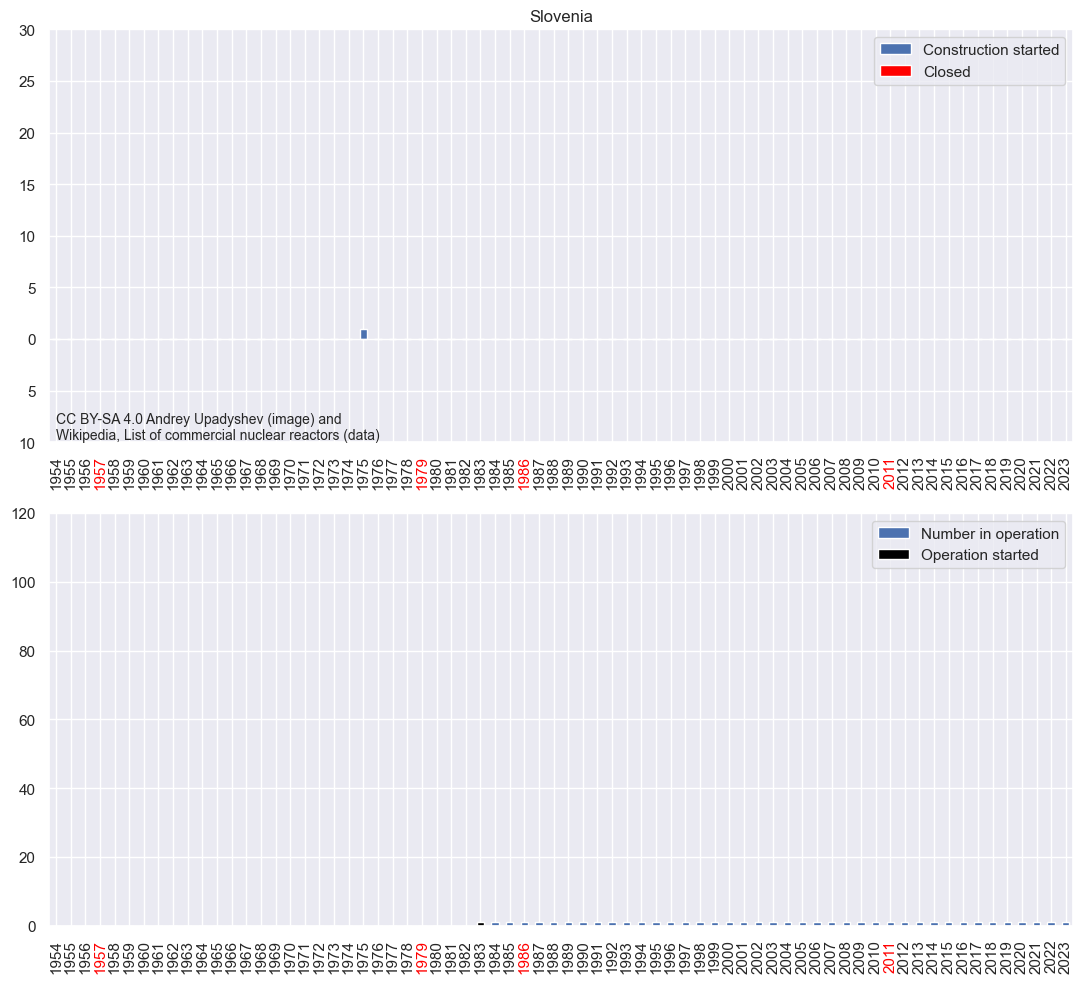 Slovenia
30
25
20
15
10
5
0
5
10
Construction started
Closed
CC BY-SA 4.0 Andrey Upadyshev (image) and
Wikipedia, List of commercial nuclear reactors (data)
1954 1955 1956 1957 1958 1959 1960 1961 1962 1963 1964 1965 1966 1967 1968 1969 1970 1971 1972 1973 1974 1975 1976 1977 1978 1979 1980 1981 1982 1983 1984 1985 1986 1987 1988 1989 1990 1991 1992 1993 1994 1995 1996 1997 1998 1999 2000 2001 2002 2003 2004 2005 2006 2007 2008 2009 2010 2011 2012 2013 2014 2015 2016 2017 2018 2019 2020 2021 2022 2023
120
100
80
60
40
20
0
Number in operation
Operation started
1954 1955 1956 1957 1958 1959 1960 1961 1962 1963 1964 1965 1966 1967 1968 1969 1970 1971 1972 1973 1974 1975 1976 1977 1978 1979 1980 1981 1982 1983 1984 1985 1986 1987 1988 1989 1990 1991 1992 1993 1994 1995 1996 1997 1998 1999 2000 2001 2002 2003 2004 2005 2006 2007 2008 2009 2010 2011 2012 2013 2014 2015 2016 2017 2018 2019 2020 2021 2022 2023